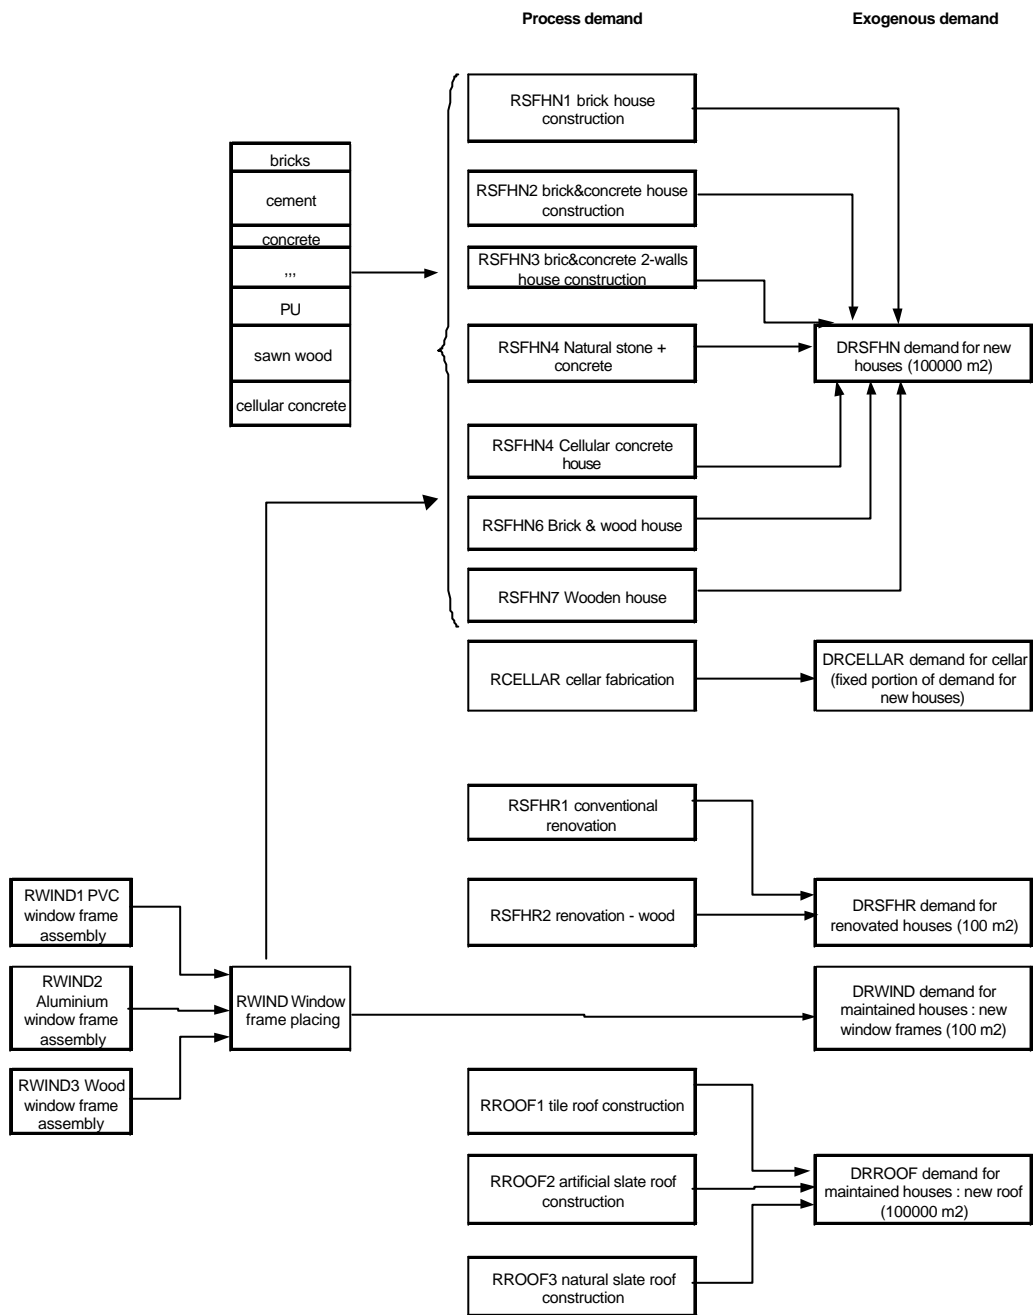 Process demand
Exogenous demand
RSFHN1 brick house
construction
bricks
cement
concrete
,,,
PU
sawn wood
cellular concrete
RSFHN2 brick&concrete house
construction
RSFHN3 bric&concrete 2-walls
house construction
RSFHN4 Natural stone +
concrete
DRSFHN demand for new
houses (100000 m2)
RSFHN4 Cellular concrete
house
RSFHN6 Brick & wood house
RSFHN7 Wooden house
RCELLAR cellar fabrication
DRCELLAR demand for cellar
(fixed portion of demand for
new houses)
RSFHR1 conventional
renovation
RSFHR2 renovation - wood
DRSFHR demand for
renovated houses (100 m2)
RWIND1 PVC
window frame
assembly
RWIND2
Aluminium
window frame
assembly
RWIND3 Wood
window frame
assembly
RWIND Window
frame placing
DRWIND demand for
maintained houses : new
window frames (100 m2)
RROOF1 tile roof construction
RROOF2 artificial slate roof
construction
RROOF3 natural slate roof
construction
DRROOF demand for
maintained houses : new roof
(100000 m2)